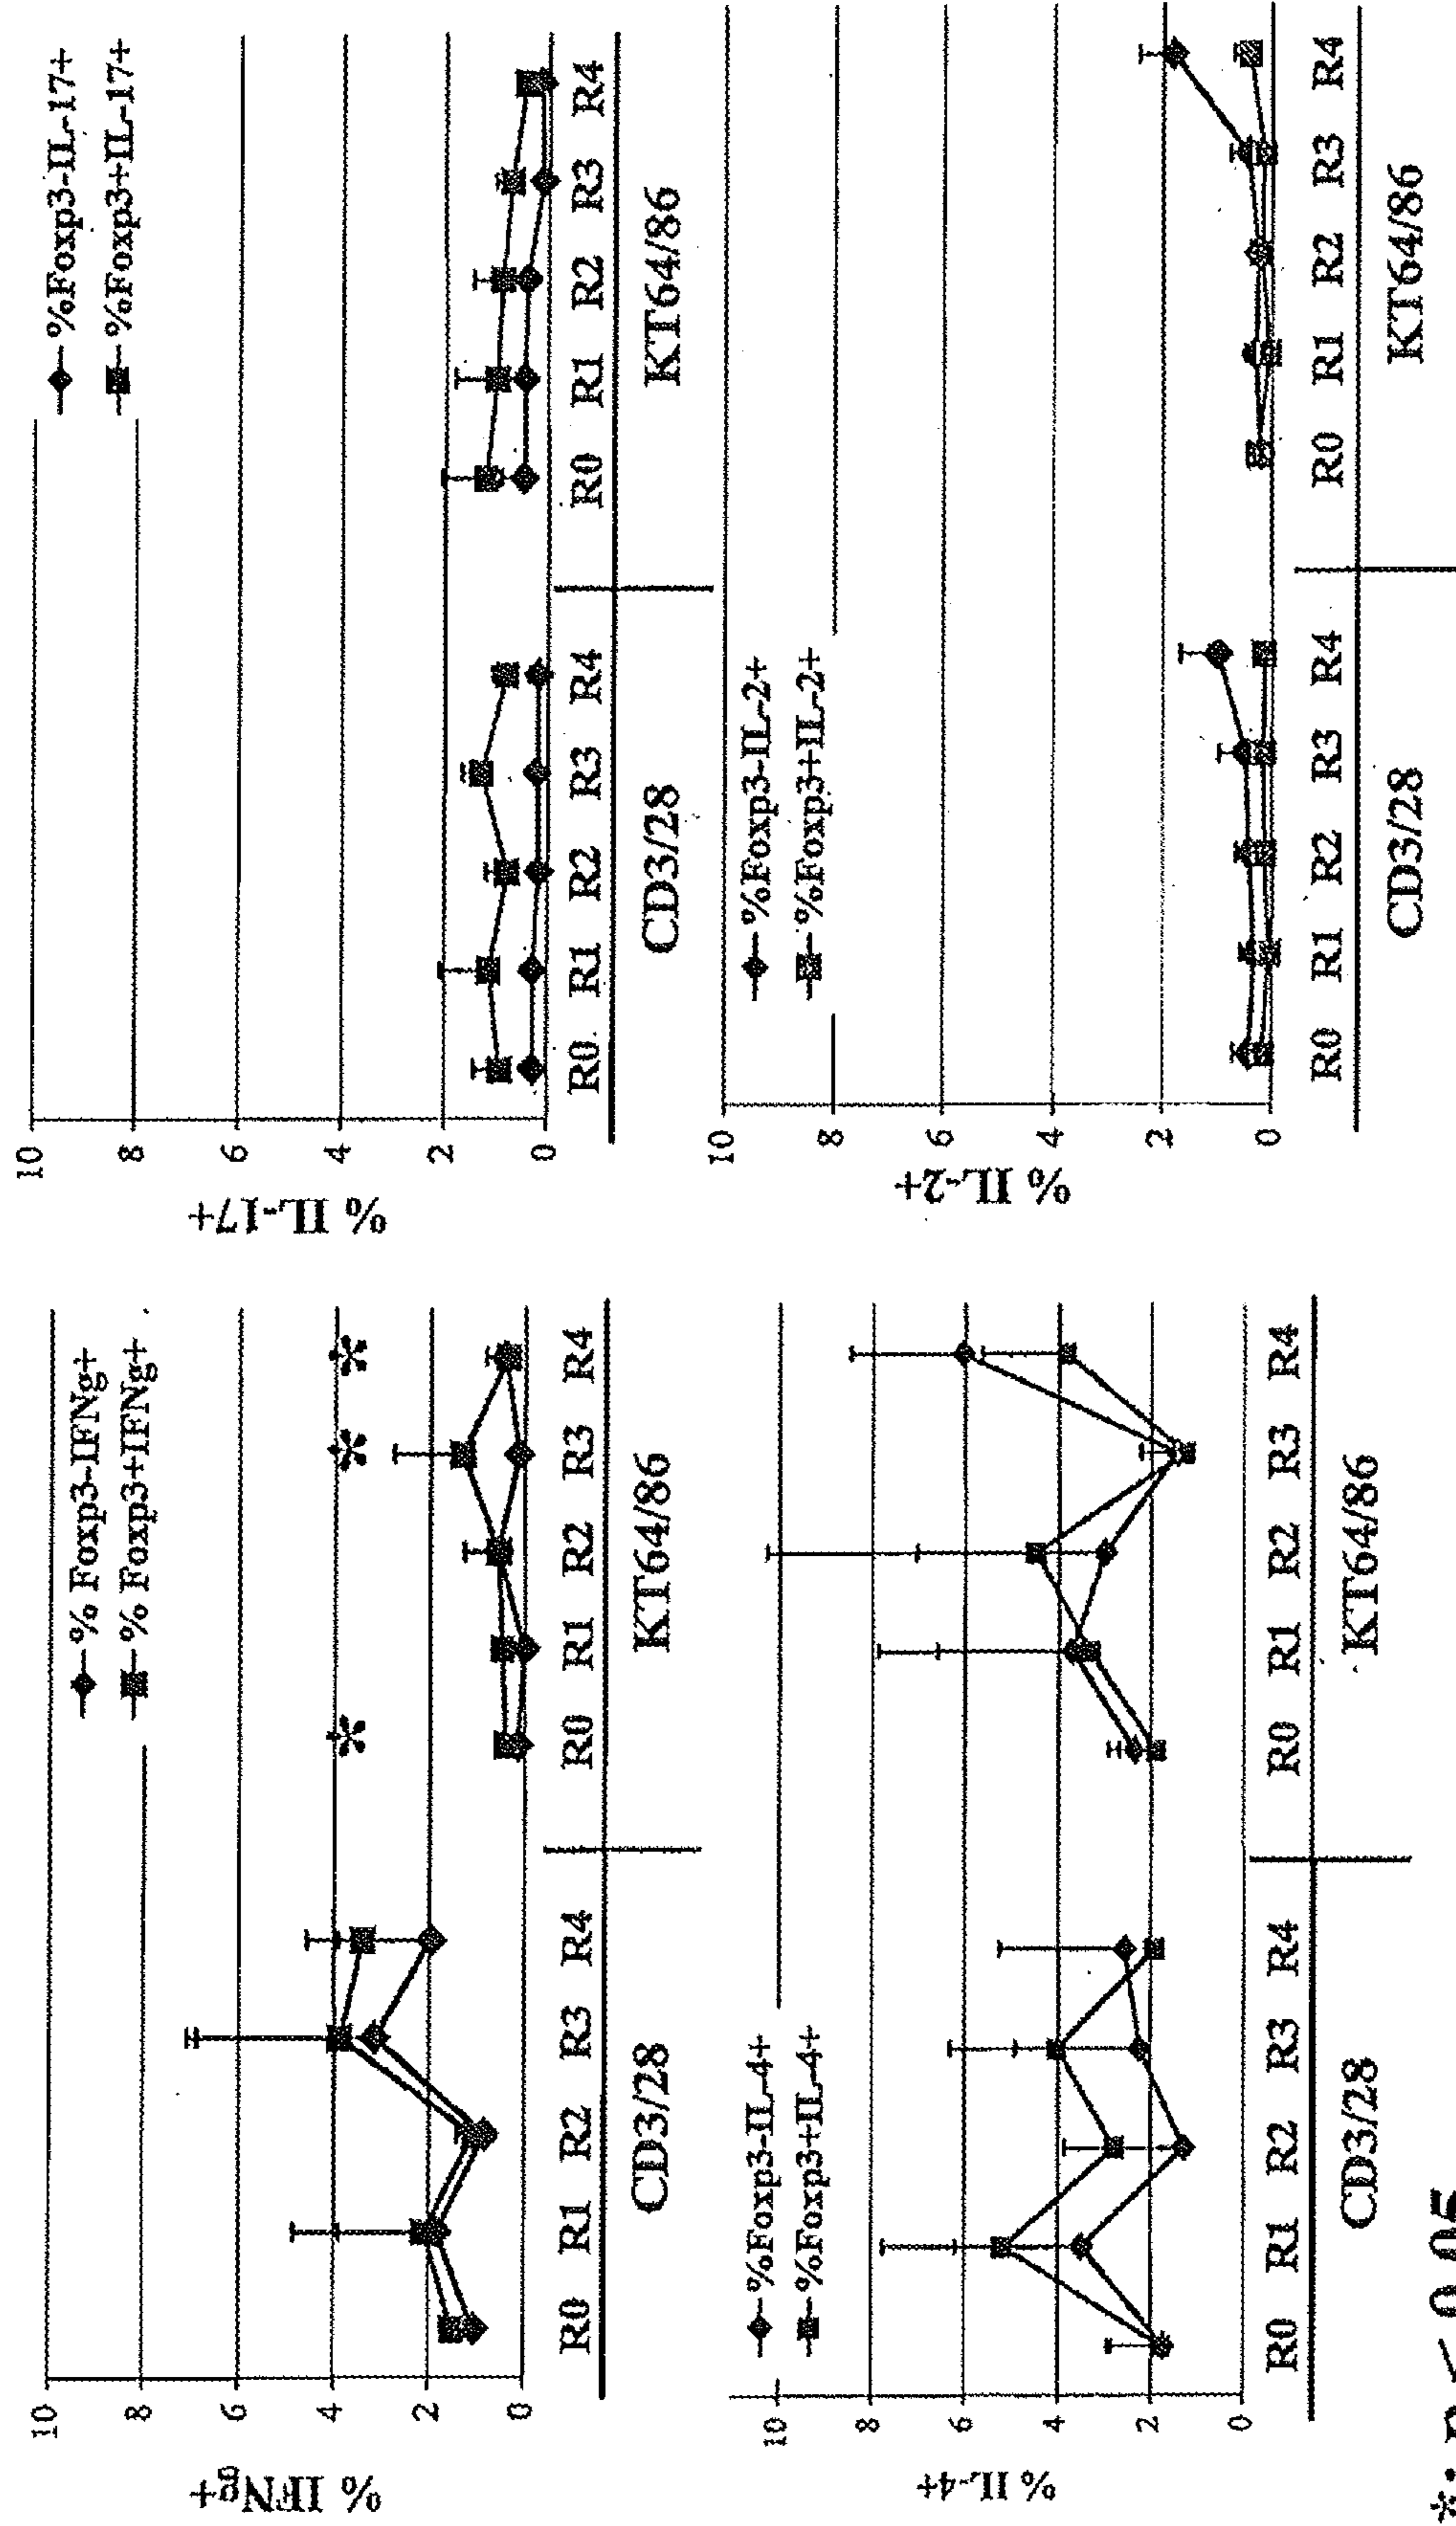 % IFNg+
10
8
6
4
2
0
% Foxp3-IFNg+
% Foxp3+IFNg+
*
*
*
R0 R1 R2 R3 R4 R0 R1 R2 R3 R4
CD3/28 KT64/86
% IL-17+
10
8
6
4
2
0
%Foxp3-IL-17+
%Foxp3+IL-17+
R0 R1 R2 R3 R4 R0 R1 R2 R3 R4
CD3/28 KT64/86
% IL-4+
10
8
6
4
2
0
%Foxp3-IL-4+
%Foxp3+IL-4+
R0 R1 R2 R3 R4 R0 R1 R2 R3 R4
CD3/28 KT64/86
% IL-2+
10
8
6
4
2
0
%Foxp3-IL-2+
%Foxp3+IL-2+
R0 R1 R2 R3 R4 R0 R1 R2 R3 R4
CD3/28 KT64/86
*: p < 0.05